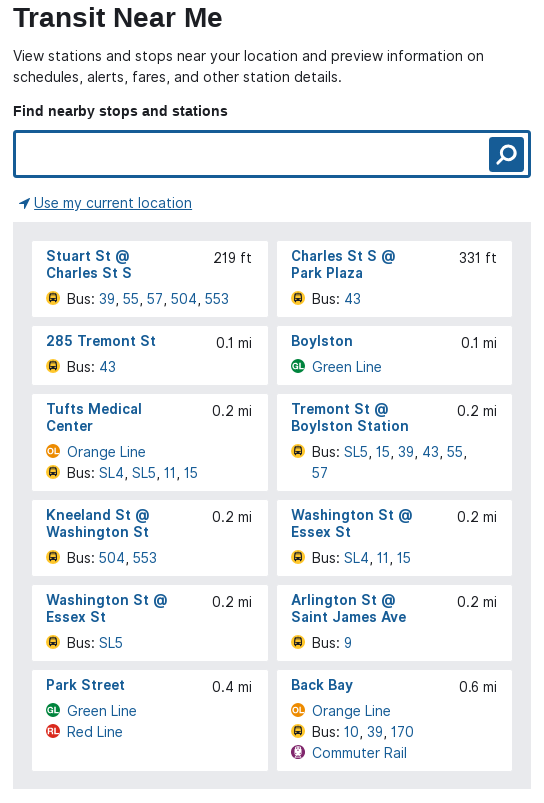 Transit Near Me
View stations and stops near your location and preview information on
schedules, alerts, fares, and other station details.
Find nearby stops and stations
Use my current location
Stuart St @
Charles St S
219 ft
Bus: 39, 55, 57, 504, 553
Charles St S @
Park Plaza
331 ft
Bus: 43
285 Tremont St
0.1 mi
Bus: 43
Boylston
0.1 mi
GL Green Line
Tufts Medical
Center
0.2 mi
OL Orange Line
Bus: SL4, SL5, 11, 15
Tremont St @
Boylston Station
0.2 mi
Bus: SL5, 15, 39, 43, 55,
57
Kneeland St @
Washington St
0.2 mi
Bus: 504, 553
Washington St @
Essex St
0.2 mi
Bus: SL4, 11, 15
Washington St @
Essex St
0.2 mi
Bus: SL5
Arlington St @
Saint James Ave
0.2 mi
Bus: 9
Park Street
0.4 mi
GL Green Line
RL Red Line
Back Bay
0.6 mi
OL Orange Line
Bus: 10, 39, 170
Commuter Rail